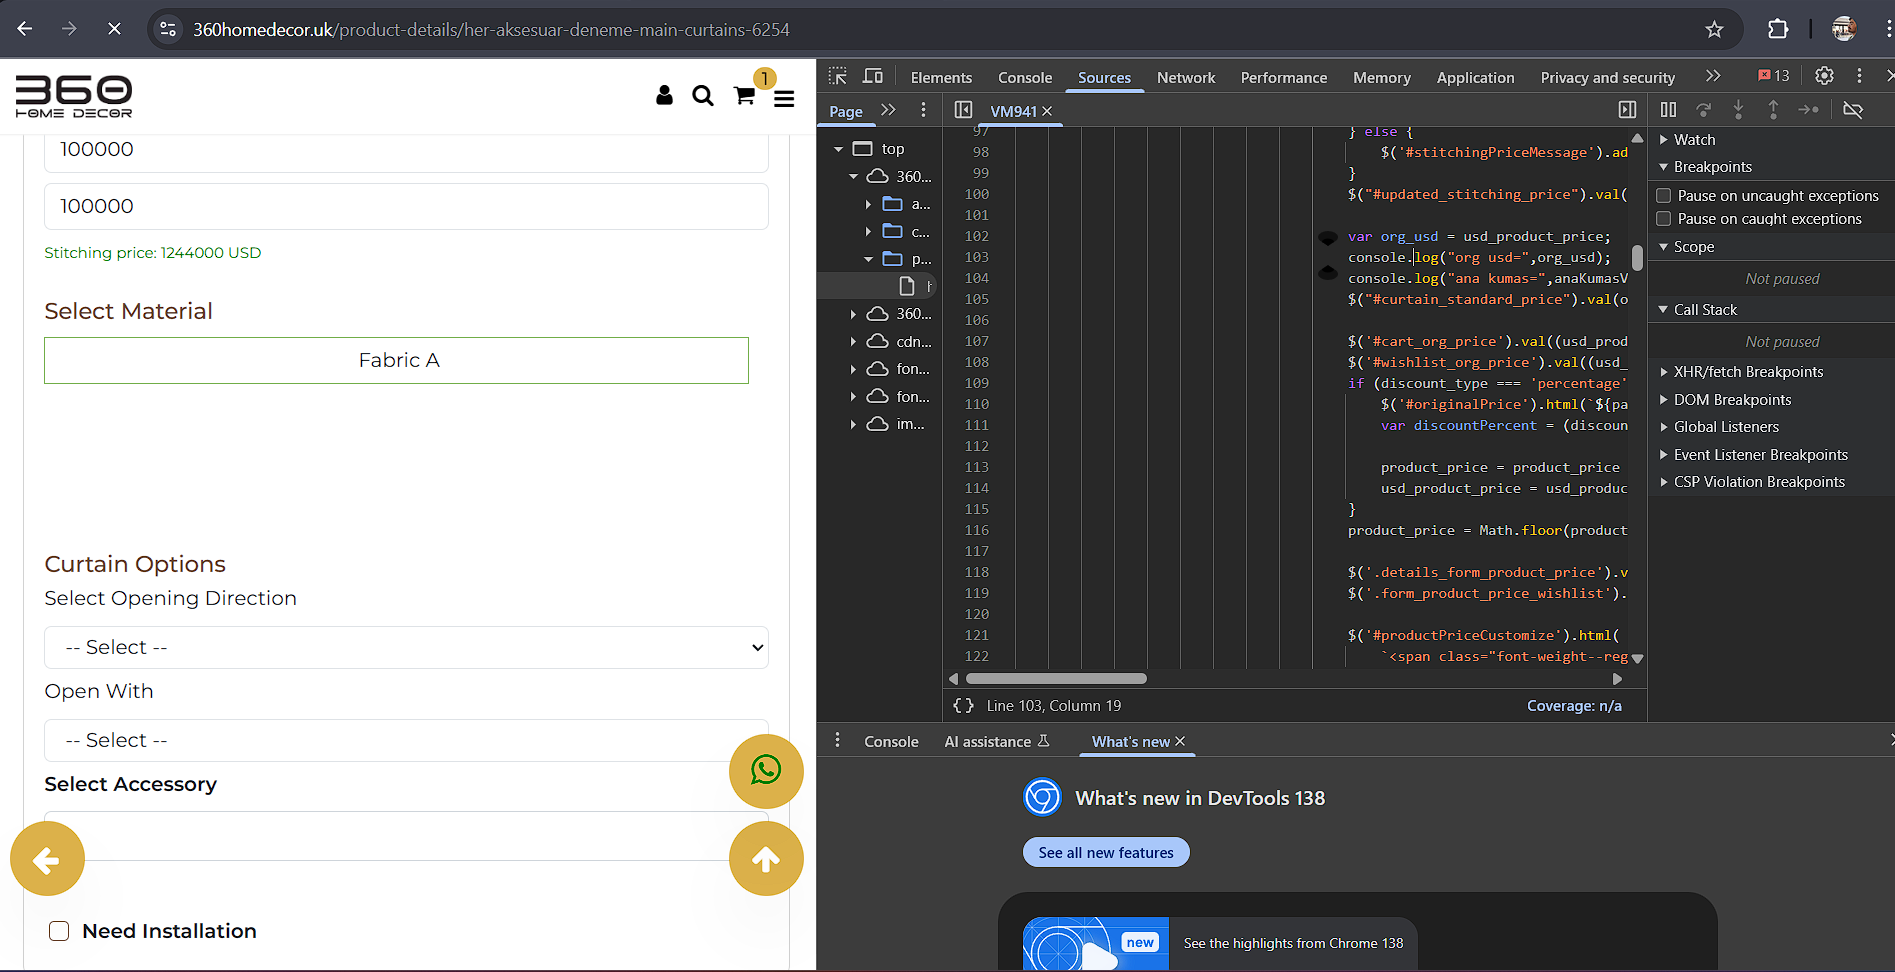 360homedecor.uk/product-details/her-aksesuar-deneme-main-curtains-6254
360
HOME DECOR
1
100000
100000
Stitching price: 1244000 USD
Select Material
Fabric A
Curtain Options
Select Opening Direction
-- Select --
Open With
-- Select --
Select Accessory
Need Installation
Elements Console Sources Network Performance Memory Application Privacy and security 13
Page
VM941
top
360...
a...
c...
p...
360...
cdn...
fon...
fon...
im...
97 } else {
98 $('#stitchingPriceMessage').ad
99 }
100 $("#updated_stitching_price").val(
101
102 var org_usd = usd_product_price;
103 console.log("org usd=",org_usd);
104 console.log("ana kumas=",anaKumasV
105 $("#curtain_standard_price").val(o
106
107 $('#cart_org_price').val((usd_prod
108 $('#wishlist_org_price').val((usd_
109 if (discount_type === 'percentage'
110 $('#originalPrice').html(`${pa
111 var discountPercent = (discoun
112
113 product_price = product_price
114 usd_product_price = usd_produc
115 }
116 product_price = Math.floor(product
117
118 $('.details_form_product_price').v
119 $('.form_product_price_wishlist').
120
121 $('#productPriceCustomize').html(
122 `<span class="font-weight--reg
{ } Line 103, Column 19 Coverage: n/a
Watch
Breakpoints
Pause on uncaught exceptions
Pause on caught exceptions
Scope
Not paused
Call Stack
Not paused
XHR/fetch Breakpoints
DOM Breakpoints
Global Listeners
Event Listener Breakpoints
CSP Violation Breakpoints
Console AI assistance What's new
What's new in DevTools 138
See all new features
new
See the highlights from Chrome 138